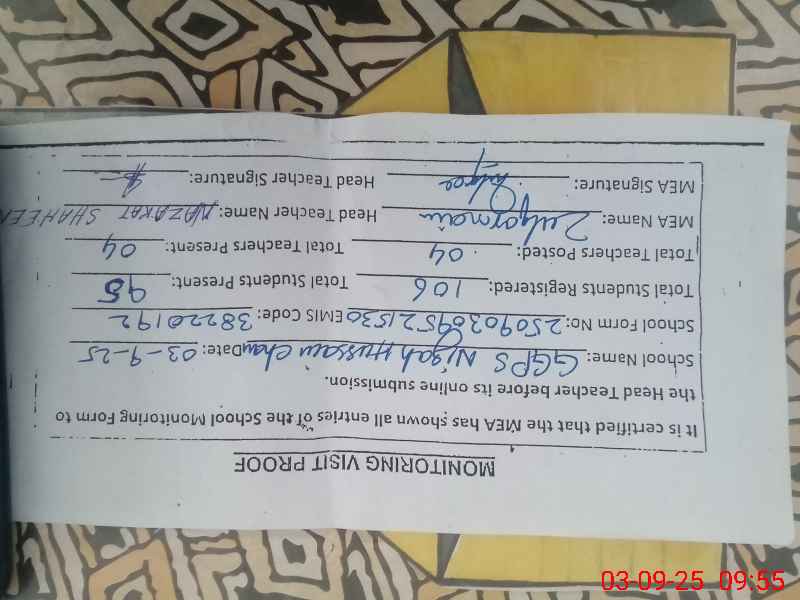 MONITORING VISIT PROOF
It is certified that the MEA has shown all entries of the School Monitoring Form to
the Head Teacher before its online submission.
School Name: GGPS Nigah Hussain Chan Date: 03-9-25
School Form No: 25090309521530 EMIS Code: 38220192
Total Students Registered: 106 Total Students Present: 95
Total Teachers Posted: 04 Total Teachers Present: 04
MEA Name: Zulqarnain Head Teacher Name: NAZAKAT SHAHEEN
MEA Signature: Head Teacher Signature:
03-09-25 09:55